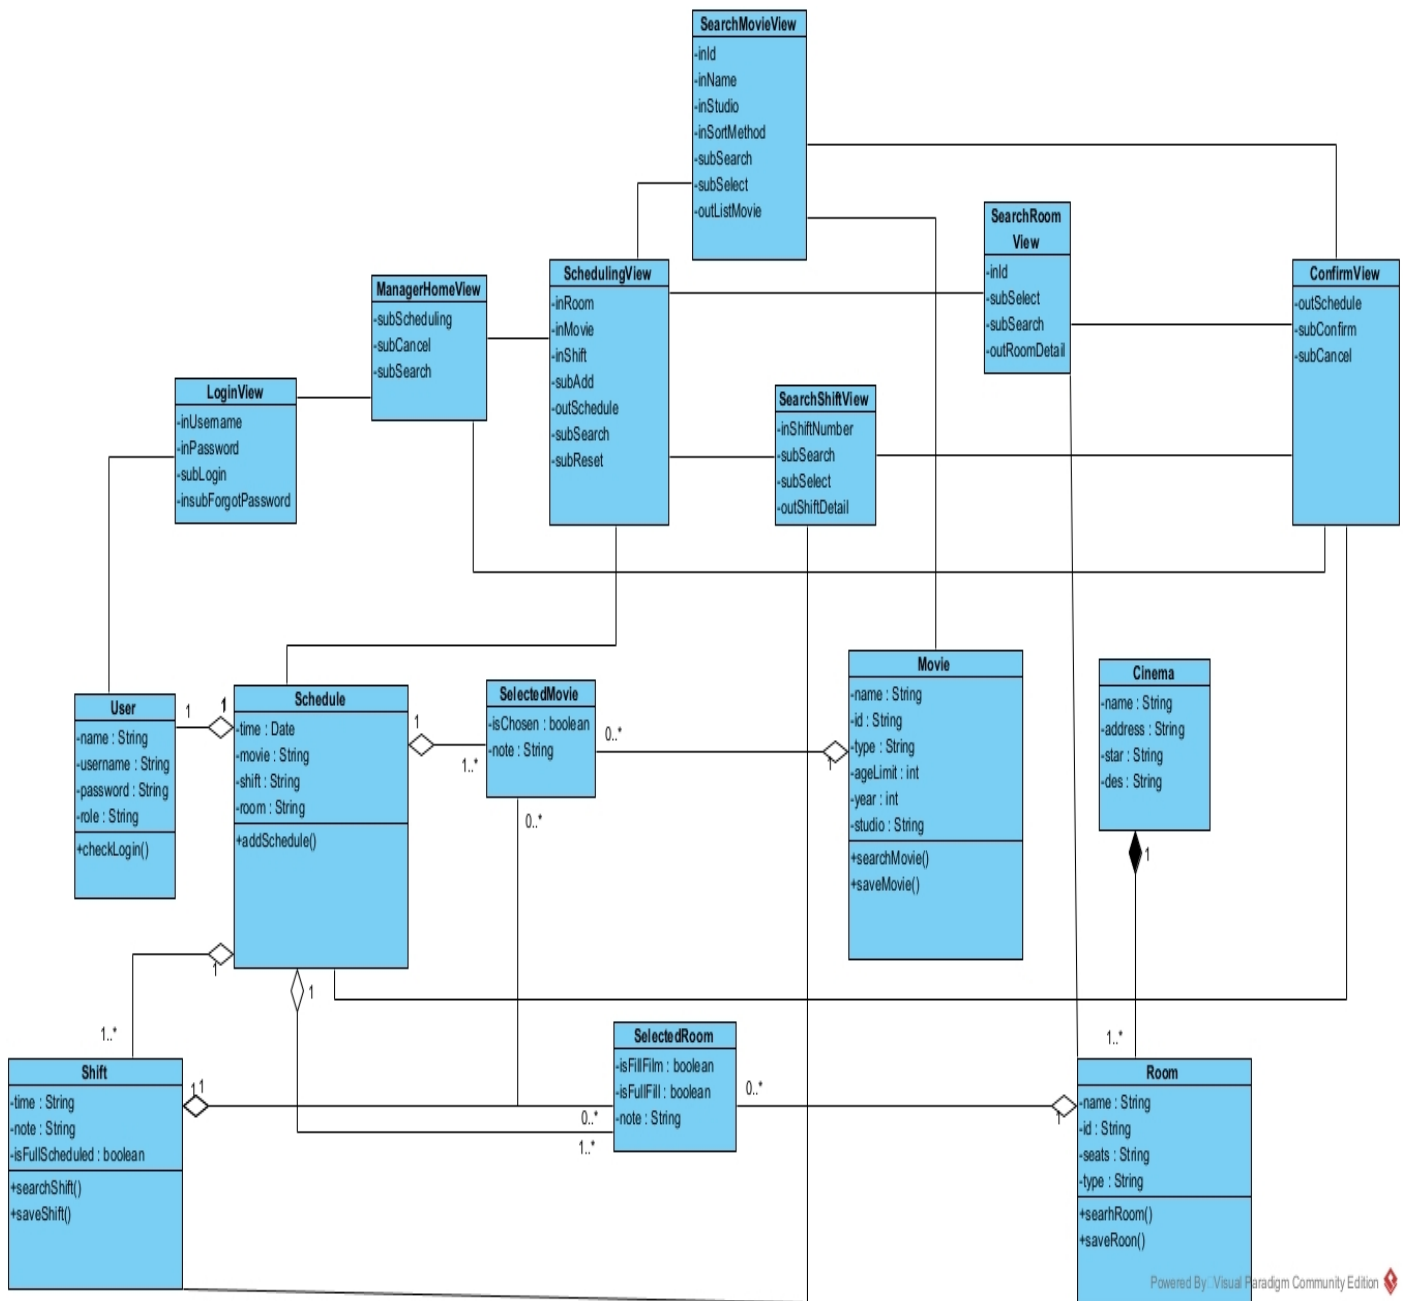 SearchMovieView
-inId
-inName
-inStudio
-inSortMethod
-subSearch
-subSelect
-outListMovie
SearchRoom
View
-inId
-subSelect
-subSearch
-outRoomDetail
ConfirmView
-outSchedule
-subConfirm
-subCancel
SchedulingView
-inRoom
-inMovie
-inShift
-subAdd
-outSchedule
-subSearch
-subReset
ManagerHomeView
-subScheduling
-subCancel
-subSearch
LoginView
-inUsername
-inPassword
-subLogin
-insubForgotPassword
SearchShiftView
-inShiftNumber
-subSearch
-subSelect
-outShiftDetail
User
-name : String
-username : String
-password : String
-role : String
+checkLogin()
1
1
Schedule
-time : Date
-movie : String
-shift : String
-room : String
+addSchedule()
1
1..*
SelectedMovie
-isChosen : boolean
-note : String
0..*
0..*
1
Movie
-name : String
-id : String
-type : String
-ageLimit : int
-year : int
-studio : String
+searchMovie()
+saveMovie()
Cinema
-name : String
-address : String
-star : String
-des : String
1
1..*
1
1..*
1
Shift
-time : String
-note : String
-isFullScheduled : boolean
+searchShift()
+saveShift()
1
1
0..*
1..*
SelectedRoom
-isFillFilm : boolean
-isFullFill : boolean
-note : String
0..*
1
Room
-name : String
-id : String
-seats : String
-type : String
+searhRoom()
+saveRoon()
Powered By Visual Paradigm Community Edition